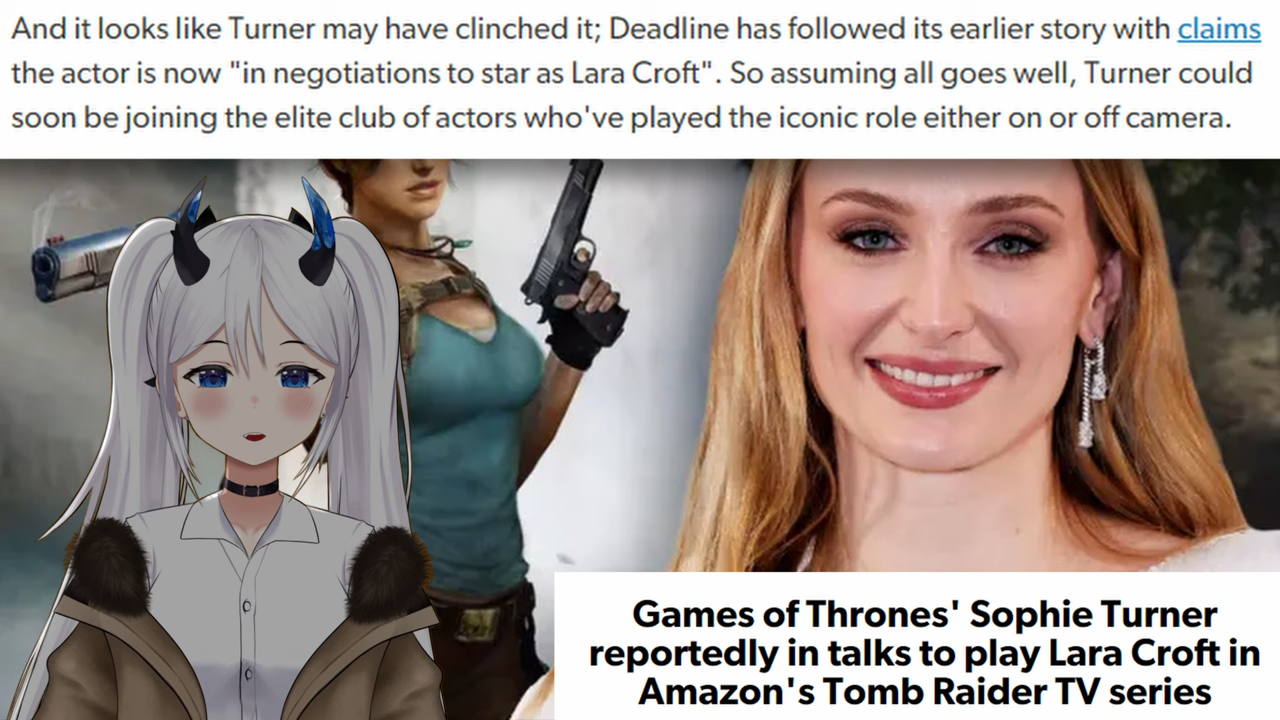 And it looks like Turner may have clinched it; Deadline has followed its earlier story with claims
the actor is now "in negotiations to star as Lara Croft". So assuming all goes well, Turner could
soon be joining the elite club of actors who've played the iconic role either on or off camera.
Games of Thrones' Sophie Turner
reportedly in talks to play Lara Croft in
Amazon's Tomb Raider TV series